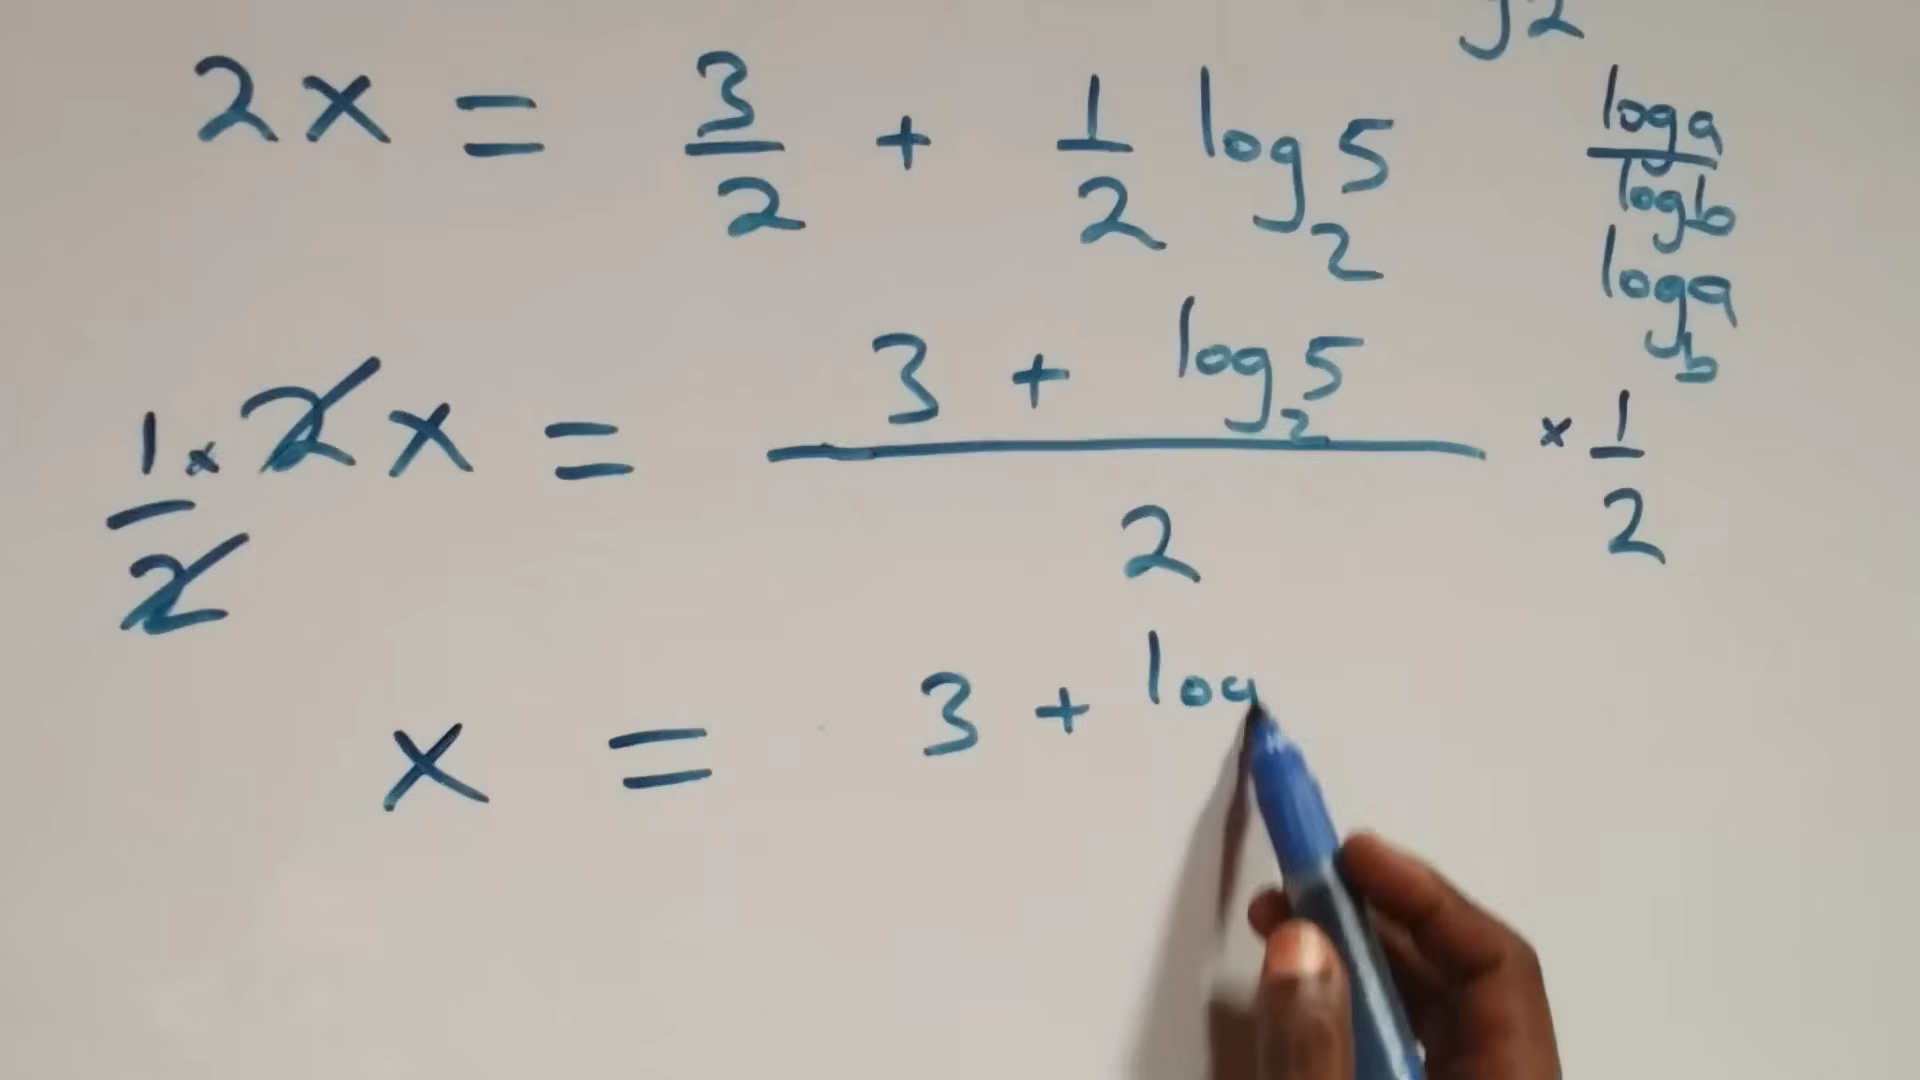 2x = 3/2 + 1/2 log₂5
log a / log b
log_b a
1/2 × 2x = (3 + log₂5) / 2 × 1/2
x = 3 + log